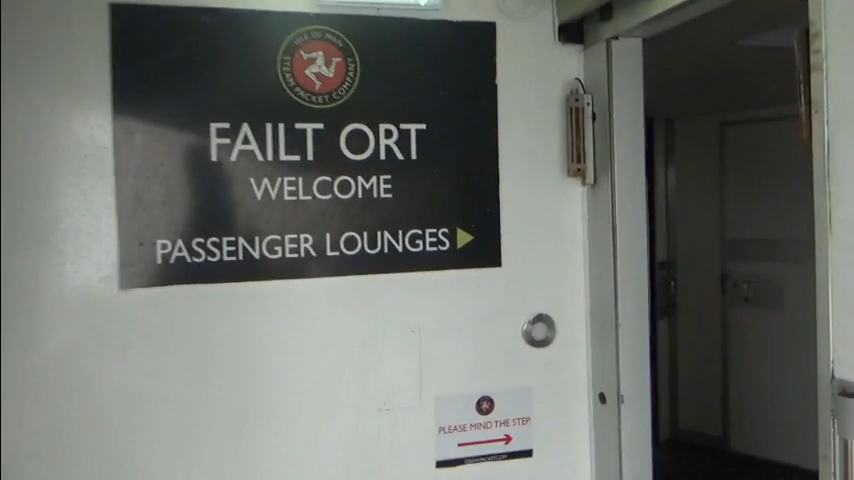 ISLE OF MAN
STEAM PACKET COMPANY
FAILT ORT
WELCOME
PASSENGER LOUNGES
PLEASE MIND THE STEP